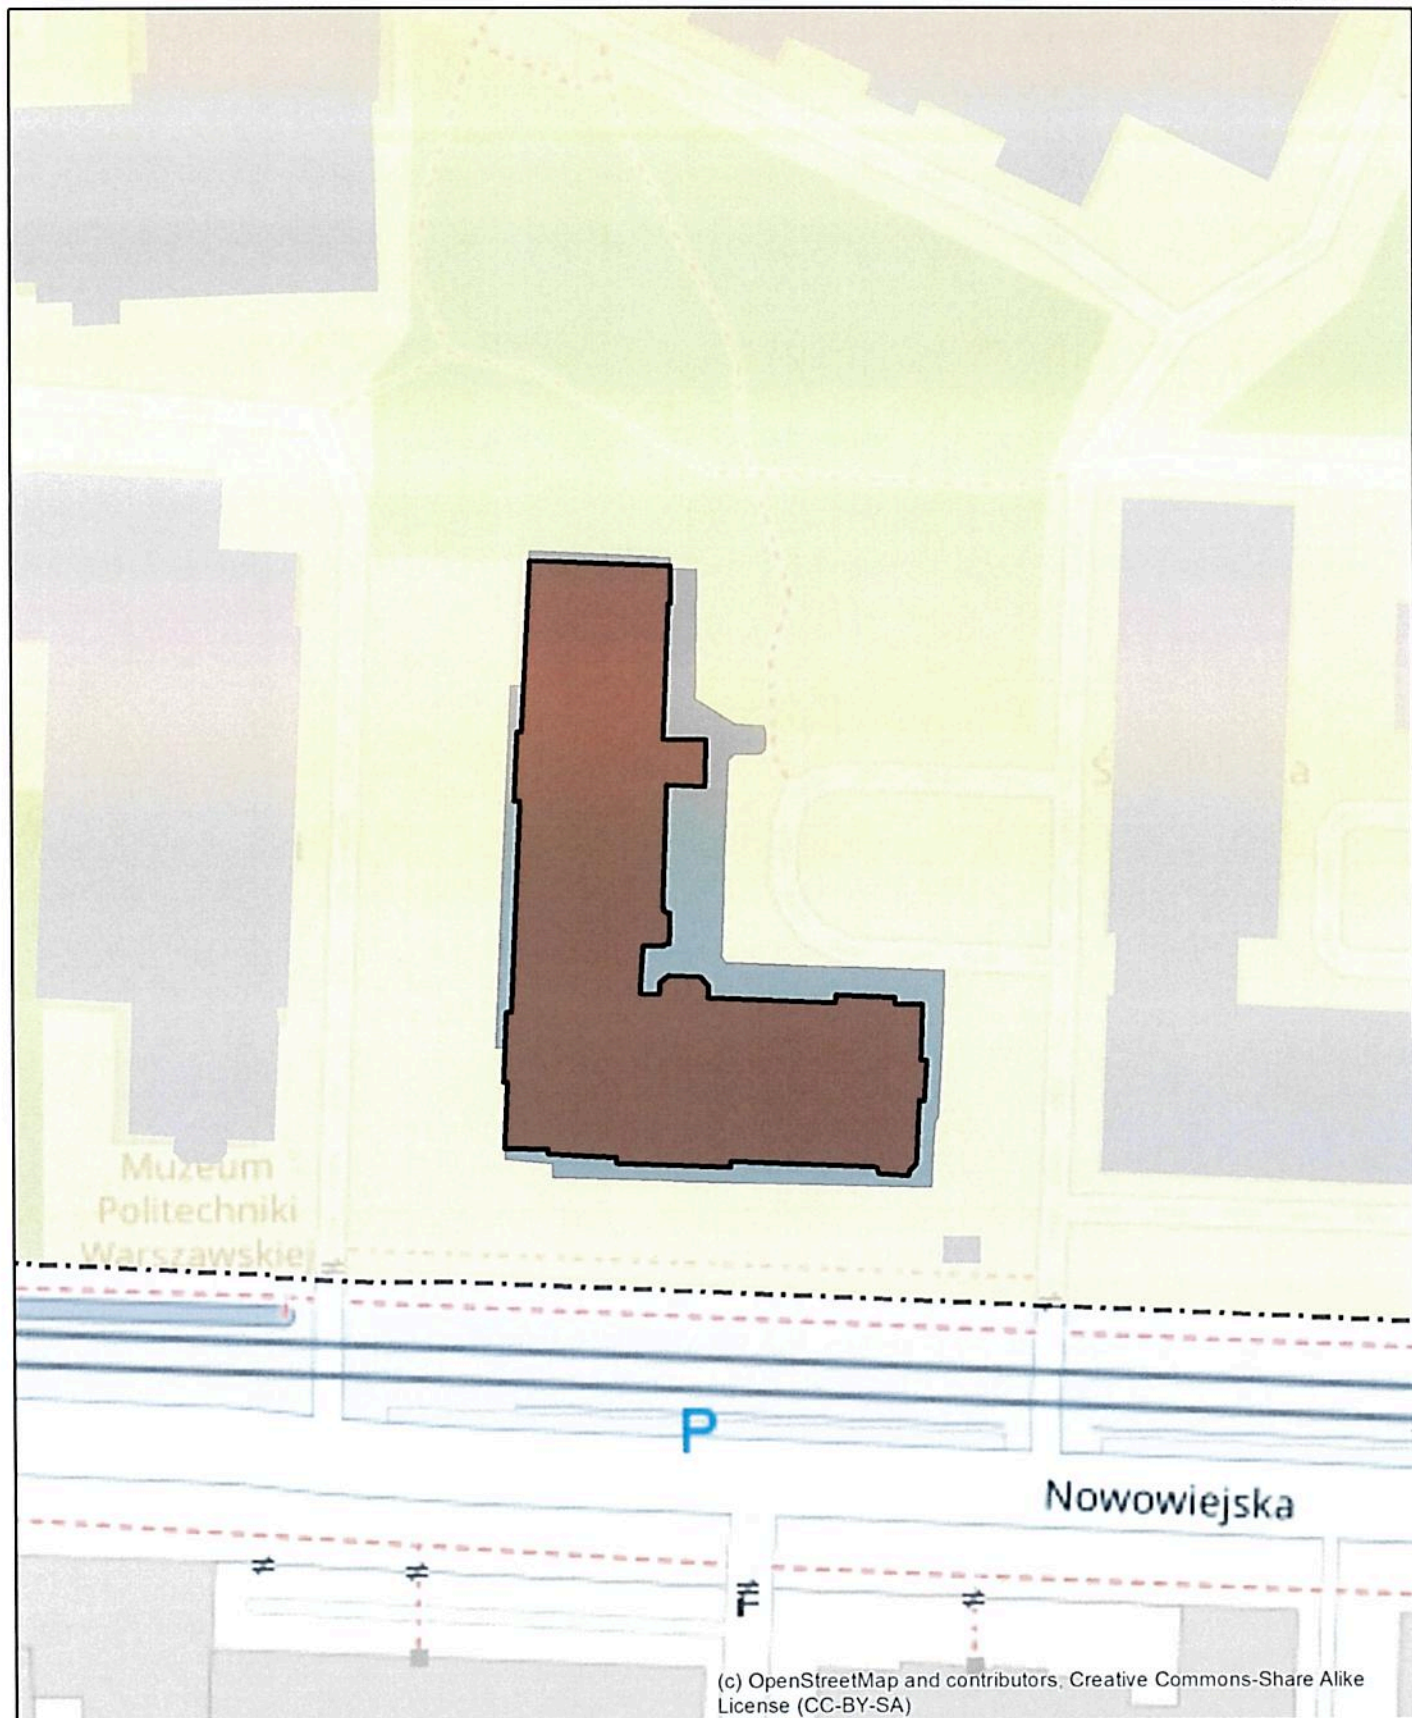 Muzeum
Politechniki
Warszawskiej
P
Nowowiejska
(c) OpenStreetMap and contributors, Creative Commons-Share Alike
License (CC-BY-SA)